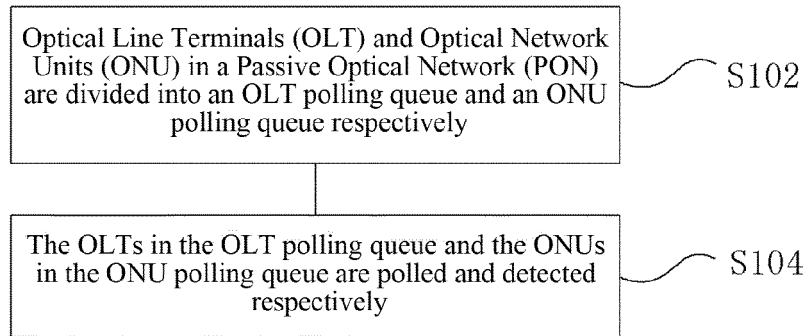 Optical Line Terminals (OLT) and Optical Network
Units (ONU) in a Passive Optical Network (PON)
are divided into an OLT polling queue and an ONU
polling queue respectively
S102
The OLTs in the OLT polling queue and the ONUs
in the ONU polling queue are polled and detected
respectively
S104